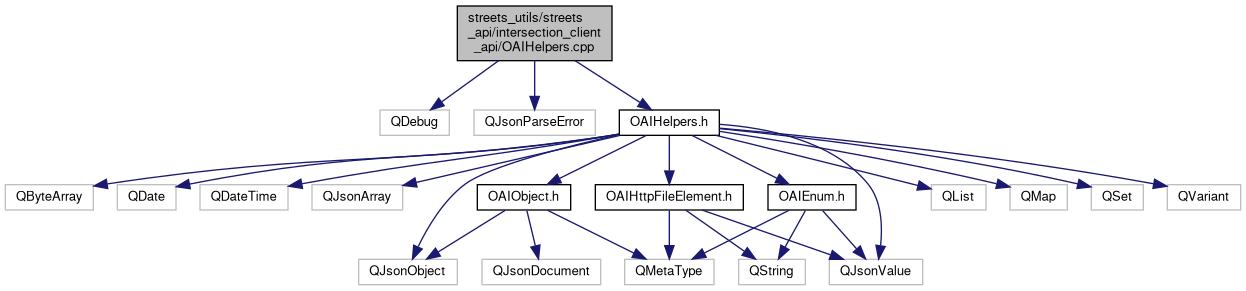 streets_utils/streets
_api/intersection_client
_api/OAIHelpers.cpp
QDebug
QJsonParseError
OAIHelpers.h
QByteArray
QDate
QDateTime
QJsonArray
OAIObject.h
OAIHttpFileElement.h
OAIEnum.h
QList
QMap
QSet
QVariant
QJsonObject
QJsonDocument
QMetaType
QString
QJsonValue